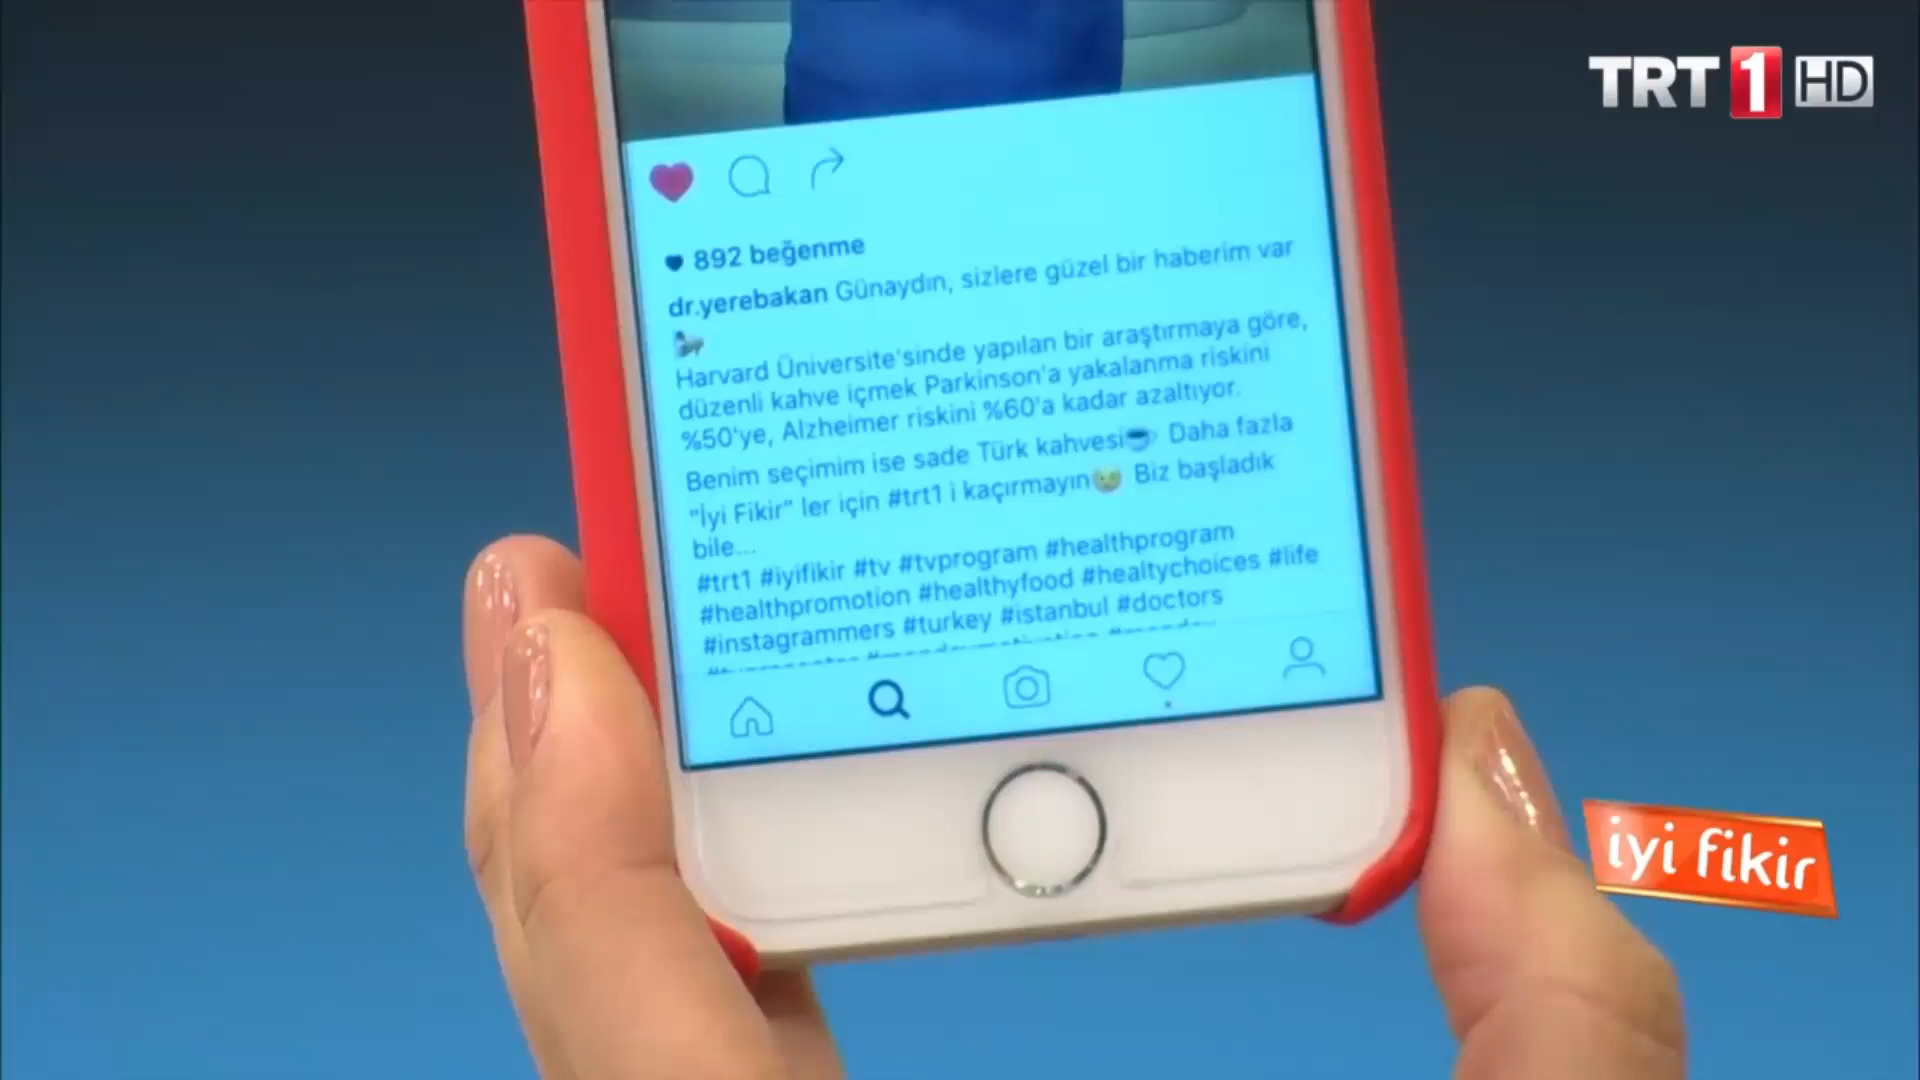 TRT 1 HD
892 beğenme
dr.yerebakan Günaydın, sizlere güzel bir haberim var
Harvard Üniversite'sinde yapılan bir araştırmaya göre,
düzenli kahve içmek Parkinson'a yakalanma riskini
%50'ye, Alzheimer riskini %60'a kadar azaltıyor.
Benim seçimim ise sade Türk kahvesi☕ Daha fazla
"İyi Fikir" ler için #trt1 i kaçırmayın Biz başladık
bile...
#trt1 #iyifikir #tv #tvprogram #healthprogram
#healthpromotion #healthyfood #healtychoices #life
#instagrammers #turkey #istanbul #doctors
iyi fikir